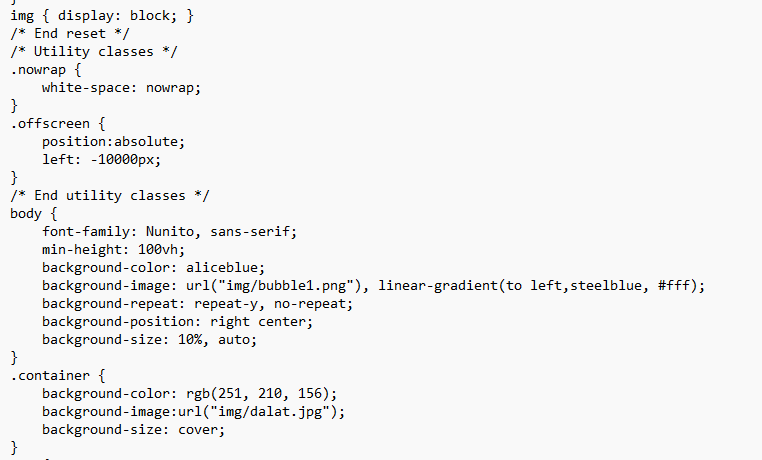 img { display: block; }
/* End reset */
/* Utility classes */
.nowrap {
    white-space: nowrap;
}
.offscreen {
    position:absolute;
    left: -10000px;
}
/* End utility classes */
body {
    font-family: Nunito, sans-serif;
    min-height: 100vh;
    background-color: aliceblue;
    background-image: url("img/bubble1.png"), linear-gradient(to left,steelblue, #fff);
    background-repeat: repeat-y, no-repeat;
    background-position: right center;
    background-size: 10%, auto;
}
.container {
    background-color: rgb(251, 210, 156);
    background-image:url("img/dalat.jpg");
    background-size: cover;
}